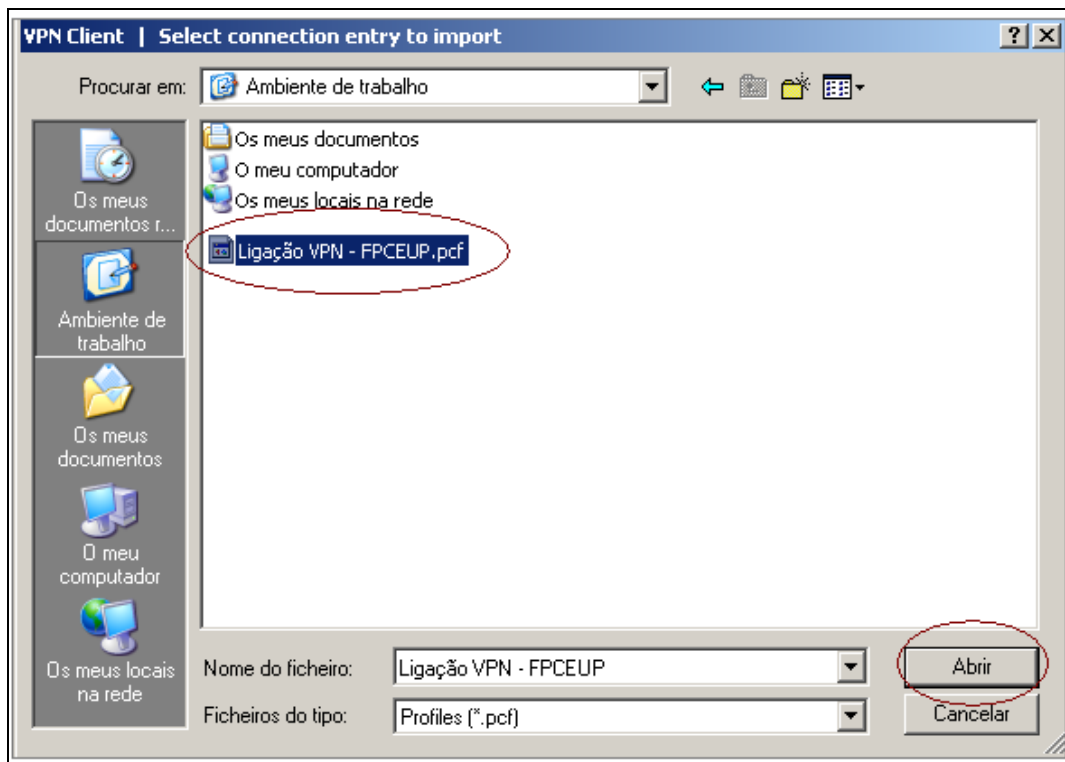 VPN Client | Select connection entry to import
Procurar em:
Ambiente de trabalho
Os meus documentos r...
Ambiente de trabalho
Os meus documentos
O meu computador
Os meus locais na rede
Os meus documentos
O meu computador
Os meus locais na rede
Ligação VPN - FPCEUP.pcf
Nome do ficheiro:
Ligação VPN - FPCEUP
Abrir
Ficheiros do tipo:
Profiles (*.pcf)
Cancelar